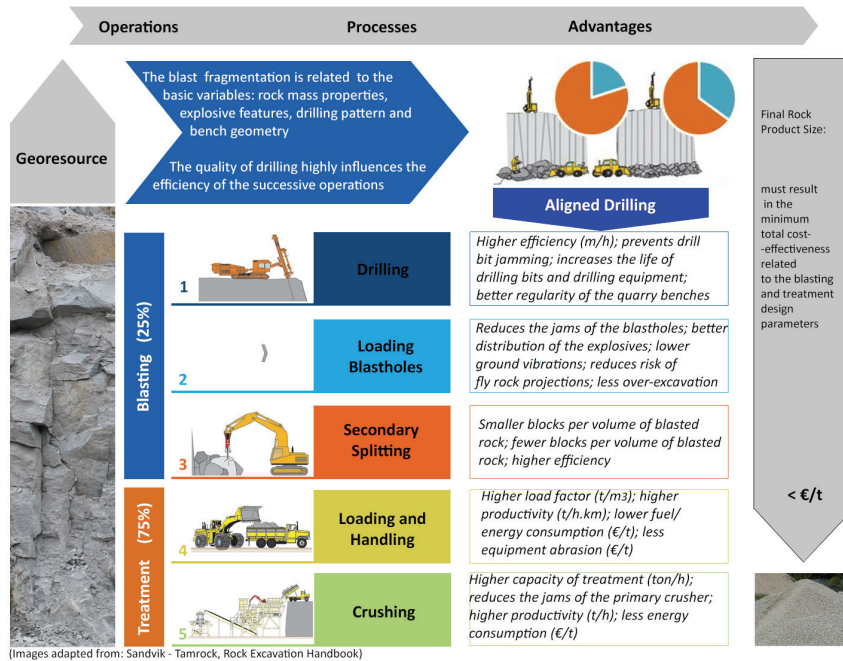 Operations
Processes
Advantages
The blast fragmentation is related to the
basic variables: rock mass properties,
explosive features, drilling pattern and
bench geometry
The quality of drilling highly influences the
efficiency of the successive operations
Georesource
Aligned Drilling
Final Rock
Product Size:
must result
in the
minimum
total cost-
-effectiveness
related
to the blasting
and treatment
design
parameters
< €/t
Blasting (25%)
1
Drilling
Higher efficiency (m/h); prevents drill
bit jamming; increases the life of
drilling bits and drilling equipment;
better regularity of the quarry benches
2
Loading
Blastholes
Reduces the jams of the blastholes; better
distribution of the explosives; lower
ground vibrations; reduces risk of
fly rock projections; less over-excavation
3
Secondary
Splitting
Smaller blocks per volume of blasted
rock; fewer blocks per volume of blasted
rock; higher efficiency
Treatment (75%)
4
Loading and
Handling
Higher load factor (t/m3); higher
productivity (t/h.km); lower fuel/
energy consumption (€/t); less
equipment abrasion (€/t)
5
Crushing
Higher capacity of treatment (ton/h);
reduces the jams of the primary crusher;
higher productivity (t/h); less energy
consumption (€/t)
(Images adapted from: Sandvik - Tamrock, Rock Excavation Handbook)